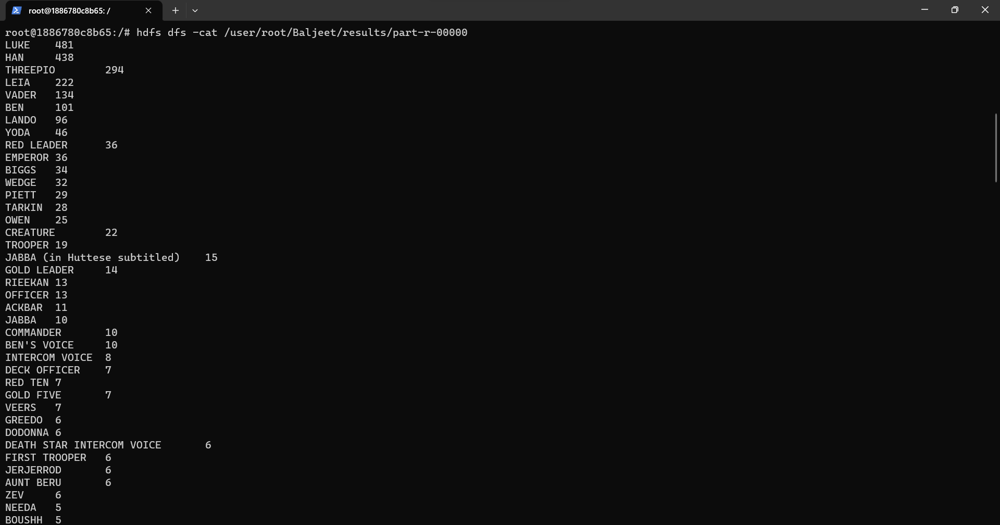 root@1886780c8b65: /
root@1886780c8b65:/# hdfs dfs -cat /user/root/Baljeet/results/part-r-00000
LUKE	481
HAN	438
THREEPIO	294
LEIA	222
VADER	134
BEN	101
LANDO	96
YODA	46
RED LEADER	36
EMPEROR	36
BIGGS	34
WEDGE	32
PIETT	29
TARKIN	28
OWEN	25
CREATURE	22
TROOPER	19
JABBA (in Huttese subtitled)	15
GOLD LEADER	14
RIEEKAN	13
OFFICER	13
ACKBAR	11
JABBA	10
COMMANDER	10
BEN'S VOICE	10
INTERCOM VOICE	8
DECK OFFICER	7
RED TEN	7
GOLD FIVE	7
VEERS	7
GREEDO	6
DODONNA	6
DEATH STAR INTERCOM VOICE	6
FIRST TROOPER	6
JERJERROD	6
AUNT BERU	6
ZEV	6
NEEDA	5
BOUSHH	5